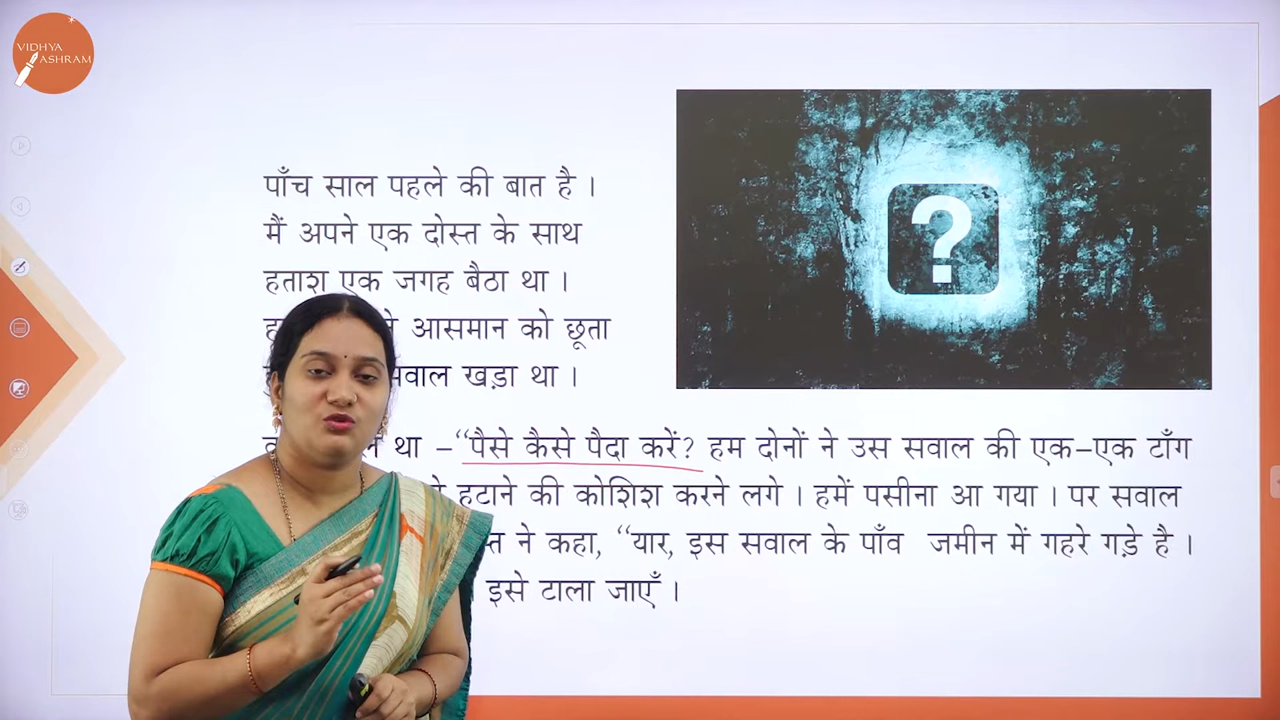 VIDHYA
ASHRAM
पाँच साल पहले की बात है ।
मैं अपने एक दोस्त के साथ
हताश एक जगह बैठा था ।
आसमान को छूता
सवाल खड़ा था ।
था –“पैसे कैसे पैदा करें? हम दोनों ने उस सवाल की एक–एक टाँग
हटाने की कोशिश करने लगे । हमें पसीना आ गया । पर सवाल
ने कहा, “यार, इस सवाल के पाँव जमीन में गहरे गड़े है ।
इसे टाला जाएँ ।
?